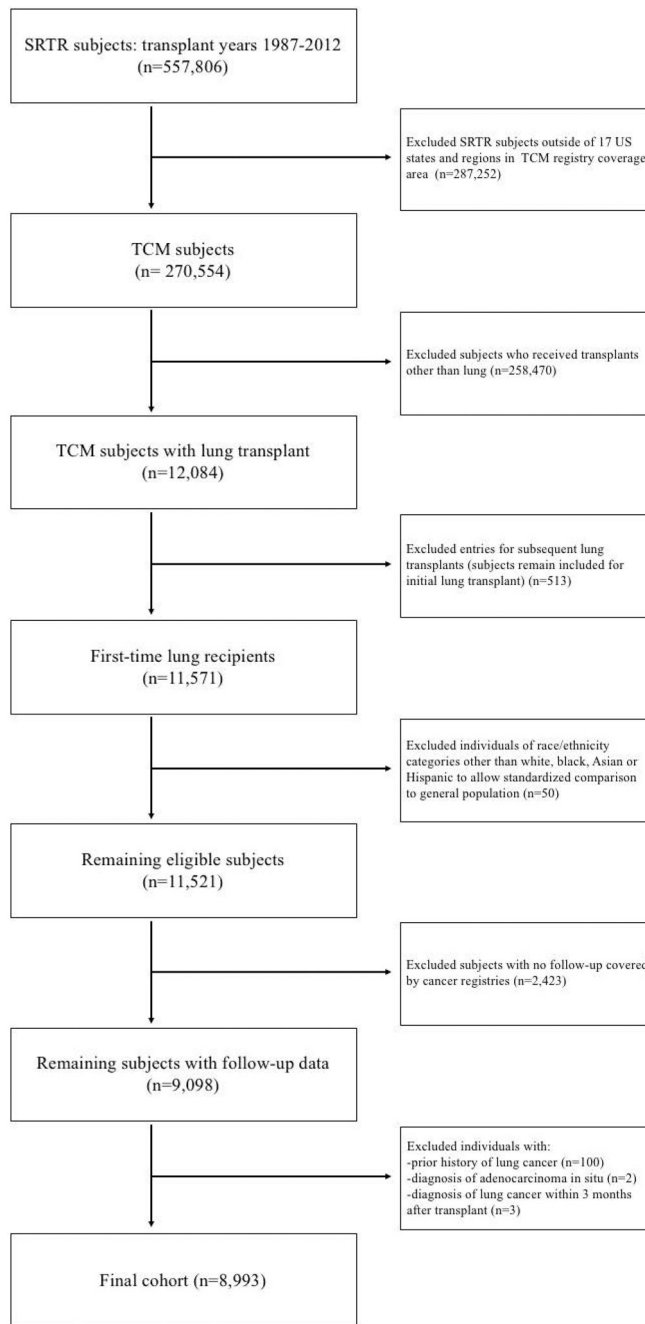 SRTR subjects: transplant years 1987-2012
(n=557,806)
Excluded SRTR subjects outside of 17 US
states and regions in TCM registry coverage
area (n=287,252)
TCM subjects
(n= 270,554)
Excluded subjects who received transplants
other than lung (n=258,470)
TCM subjects with lung transplant
(n=12,084)
Excluded entries for subsequent lung
transplants (subjects remain included for
initial lung transplant) (n=513)
First-time lung recipients
(n=11,571)
Excluded individuals of race/ethnicity
categories other than white, black, Asian or
Hispanic to allow standardized comparison
to general population (n=50)
Remaining eligible subjects
(n=11,521)
Excluded subjects with no follow-up covered
by cancer registries (n=2,423)
Remaining subjects with follow-up data
(n=9,098)
Excluded individuals with:
-prior history of lung cancer (n=100)
-diagnosis of adenocarcinoma in situ (n=2)
-diagnosis of lung cancer within 3 months
after transplant (n=3)
Final cohort (n=8,993)